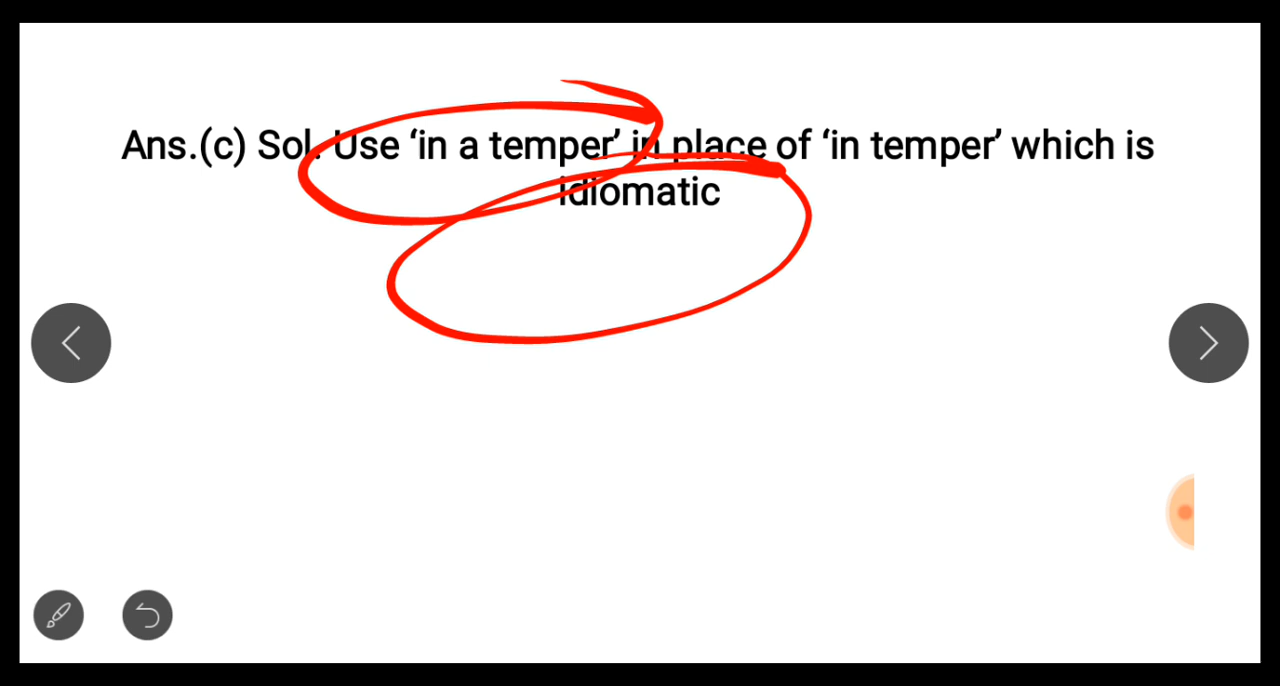 Ans.(c) Sol. Use ‘in a temper’ in place of ‘in temper’ which is
idiomatic